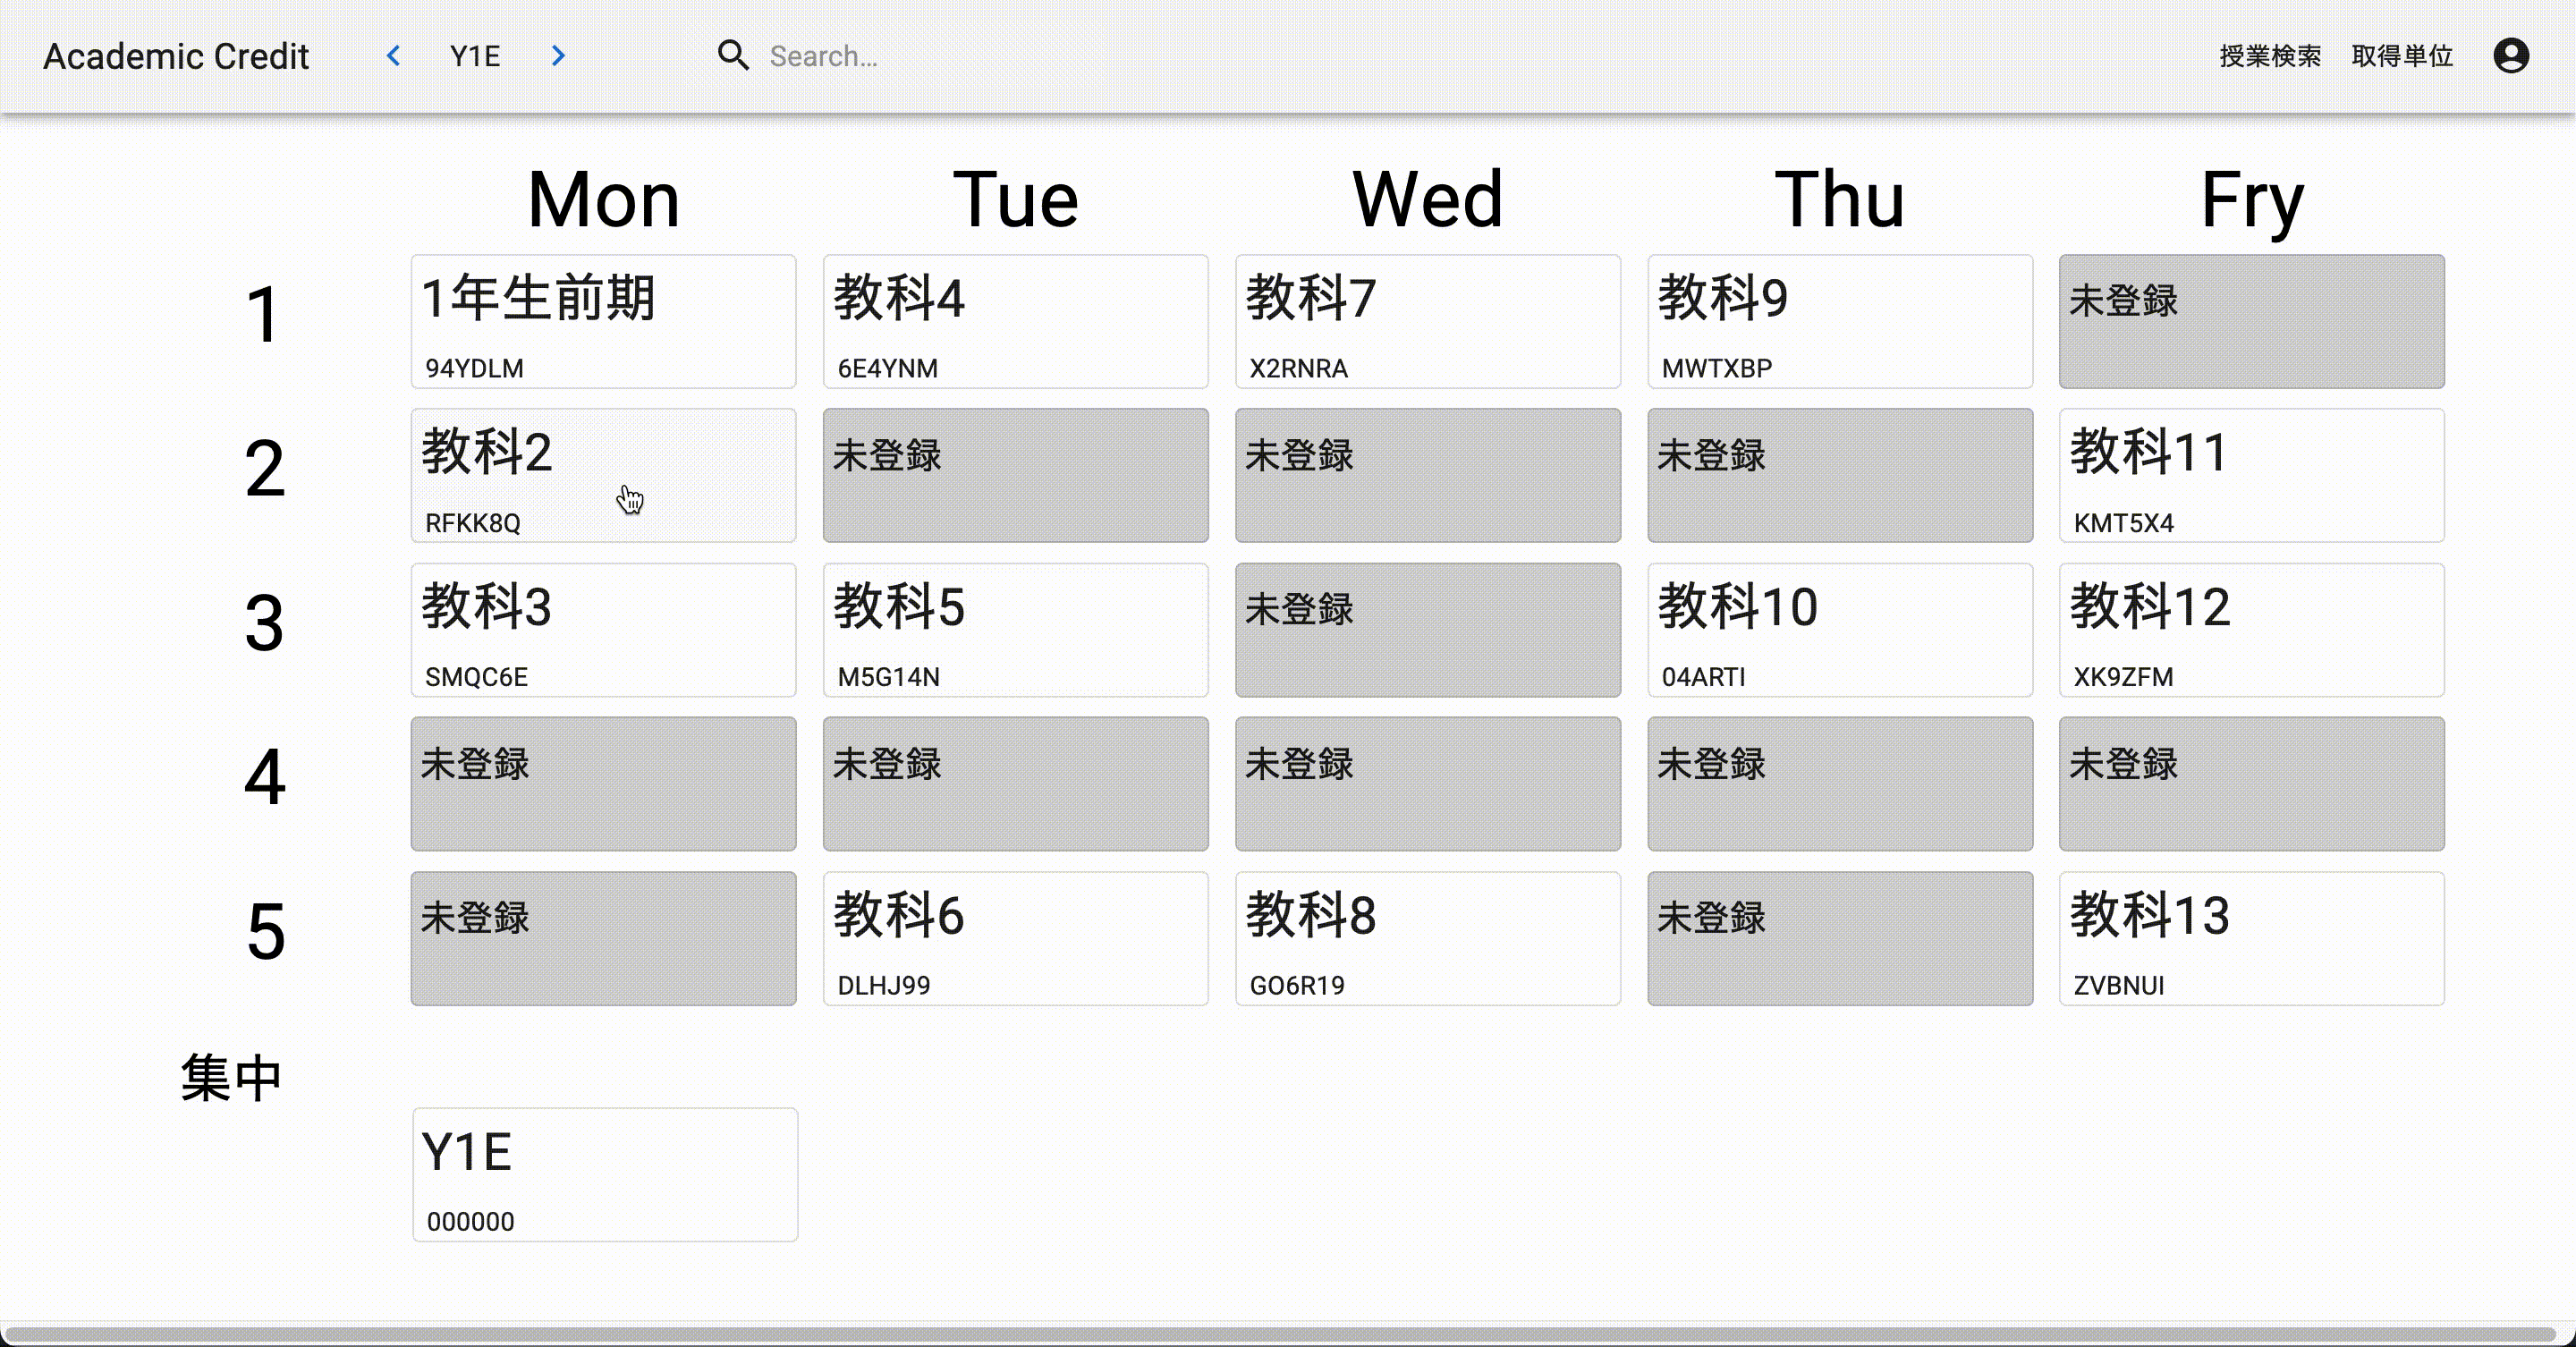 Academic Credit
Y1E
Search...
授業検索
取得単位
Mon
Tue
Wed
Thu
Fry
1
1年生前期
94YDLM
教科4
6E4YNM
教科7
X2RNRA
教科9
MWTXBP
未登録
2
教科2
RFKK8Q
未登録
未登録
未登録
教科11
KMT5X4
3
教科3
SMQC6E
教科5
M5G14N
未登録
教科10
04ARTI
教科12
XK9ZFM
4
未登録
未登録
未登録
未登録
未登録
5
未登録
教科6
DLHJ99
教科8
GO6R19
未登録
教科13
ZVBNUI
集中
Y1E
000000